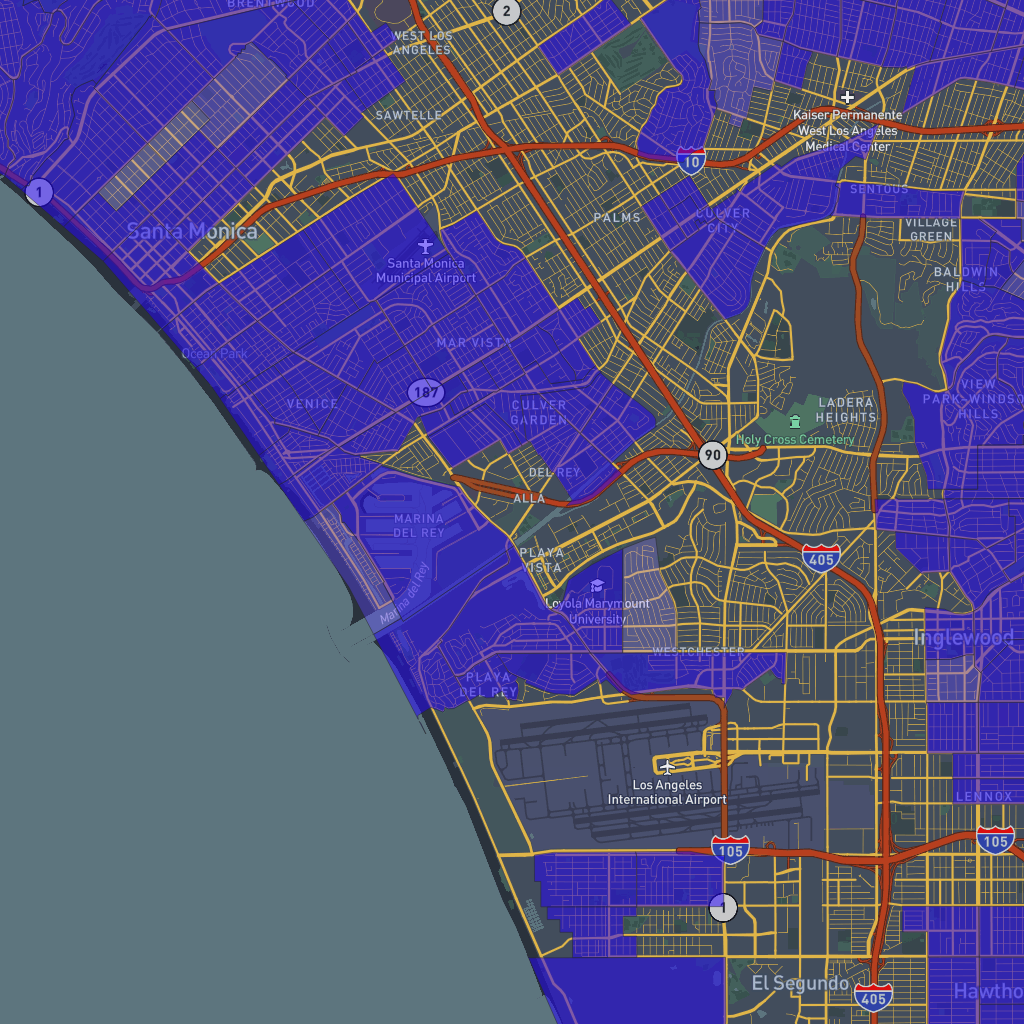 BRENTWOOD
2
WEST LOS
ANGELES
SAWTELLE
Kaiser Permanente
West Los Angeles
Medical Center
10
1
SENTOUS
PALMS
CULVER
CITY
VILLAGE
GREEN
Santa Monica
Santa Monica
Municipal Airport
BALDWIN
HILLS
MAR VISTA
Ocean Park
187
VENICE
CULVER
GARDEN
VIEW
PARK-WINDSO
HILLS
LADERA
HEIGHTS
Holy Cross Cemetery
90
DEL REY
ALLA
MARINA
DEL REY
PLAYA
VISTA
405
Marina del Rey
Loyola Marymount
University
Inglewood
WESTCHESTER
PLAYA
DEL REY
Los Angeles
International Airport
LENNOX
105
105
1
El Segundo
405
Hawtho